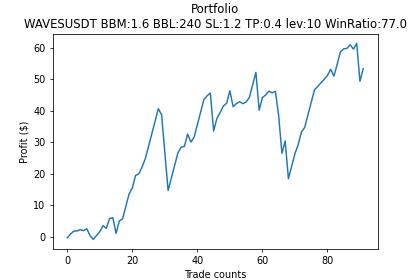 Portfolio
WAVESUSDT BBM:1.6 BBL:240 SL:1.2 TP:0.4 lev:10 WinRatio:77.0
60
50
40
30
20
10
0
Profit ($)
0 20 40 60 80
Trade counts